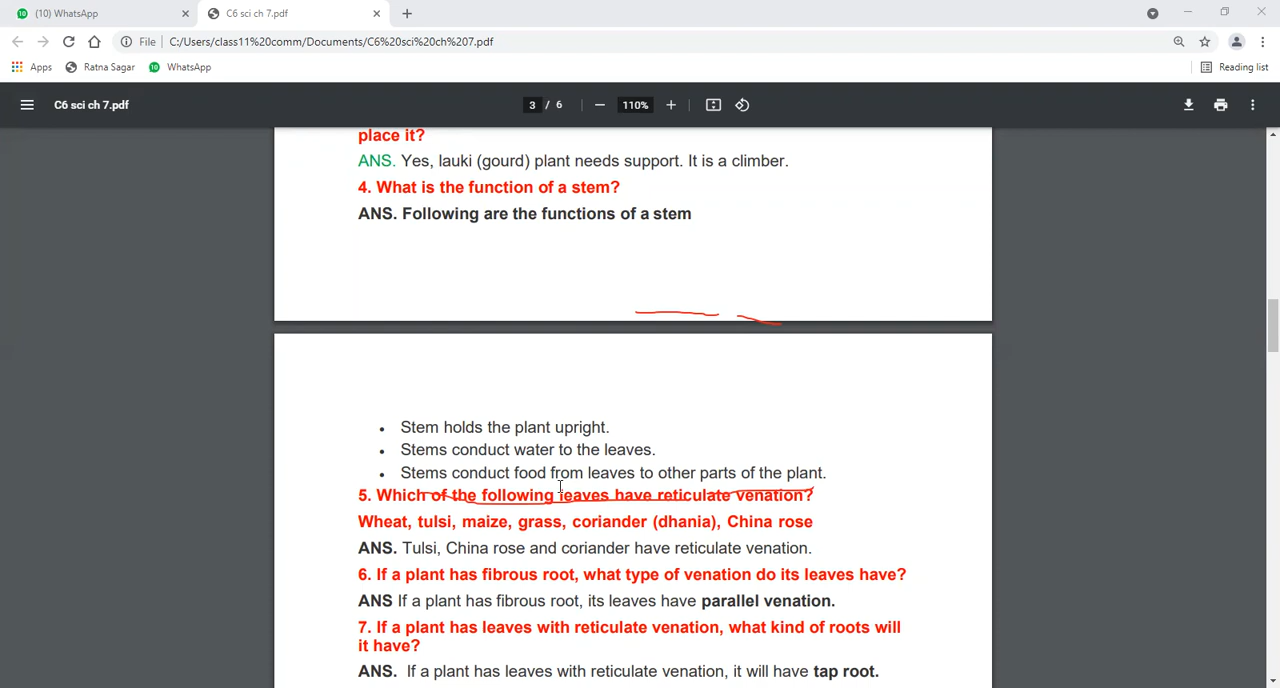 (10) WhatsApp
C6 sci ch 7.pdf
File
C:/Users/class11%20comm/Documents/C6%20sci%20ch%207.pdf
Apps
Ratna Sagar
10
WhatsApp
Reading list
C6 sci ch 7.pdf
3 / 6
110%
place it?
ANS. Yes, lauki (gourd) plant needs support. It is a climber.
4. What is the function of a stem?
ANS. Following are the functions of a stem
• Stem holds the plant upright.
• Stems conduct water to the leaves.
• Stems conduct food from leaves to other parts of the plant.
5. Which of the following leaves have reticulate venation?
Wheat, tulsi, maize, grass, coriander (dhania), China rose
ANS. Tulsi, China rose and coriander have reticulate venation.
6. If a plant has fibrous root, what type of venation do its leaves have?
ANS If a plant has fibrous root, its leaves have parallel venation.
7. If a plant has leaves with reticulate venation, what kind of roots will
it have?
ANS. If a plant has leaves with reticulate venation, it will have tap root.